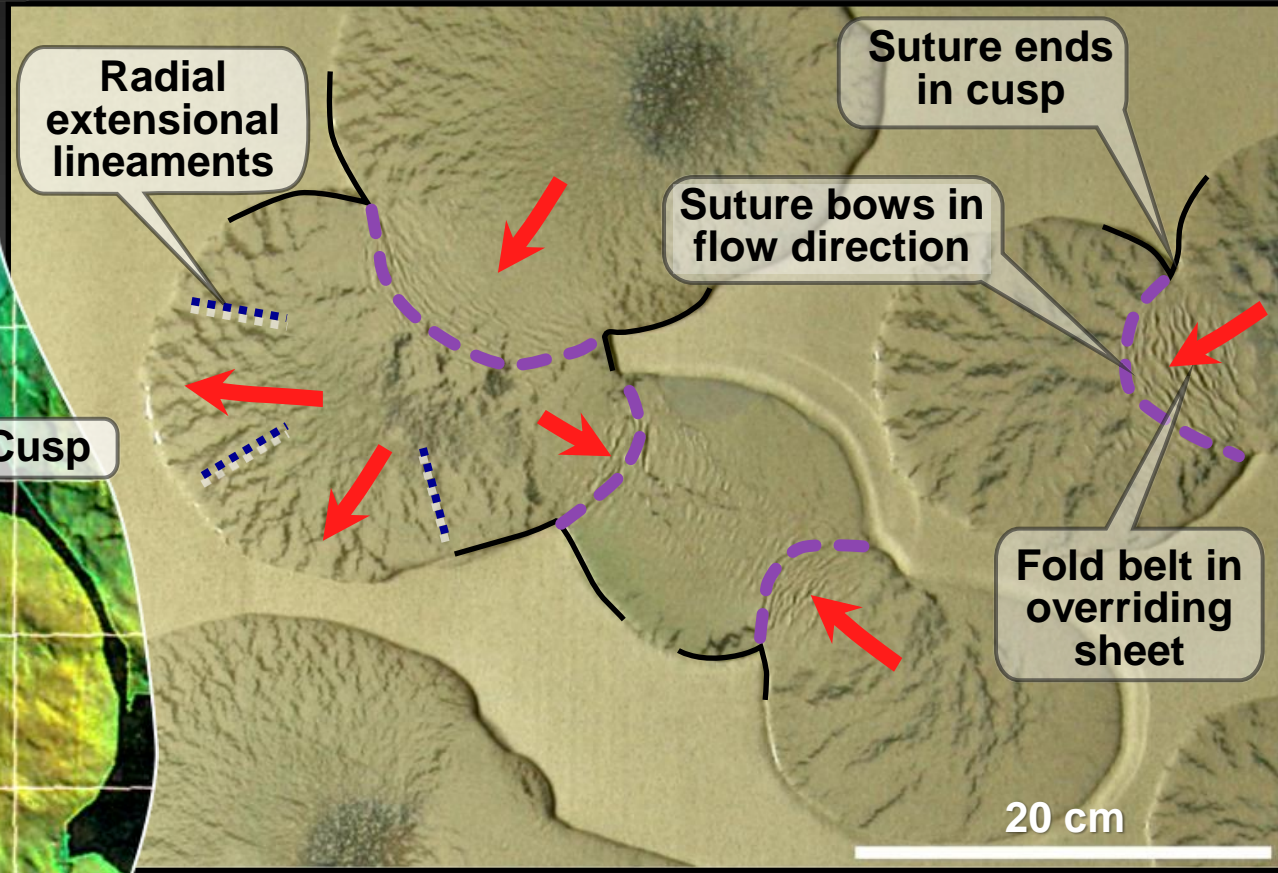 Radial
extensional
lineaments
Suture ends
in cusp
Suture bows in
flow direction
Cusp
Fold belt in
overriding
sheet
20 cm